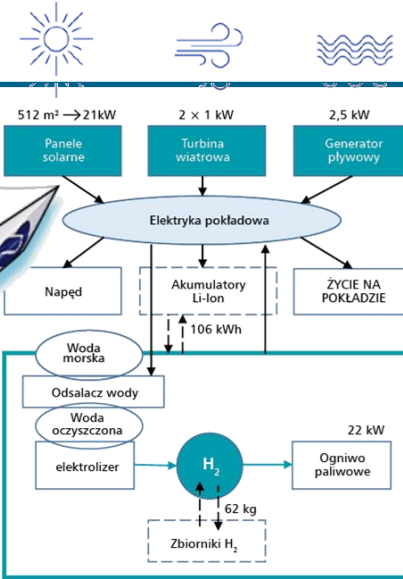 512 m² →21kW
2 × 1 kW
2,5 kW
Panele
solarne
Turbina
wiatrowa
Generator
pływowy
Elektryka pokładowa
Napęd
Akumulatory
Li-Ion
ŻYCIE NA
POKŁADZIE
106 kWh
Woda
morska
Odsalacz wody
Woda
oczyszczona
22 kW
elektrolizer
H₂
Ogniwo
paliwowe
62 kg
Zbiorniki H₂